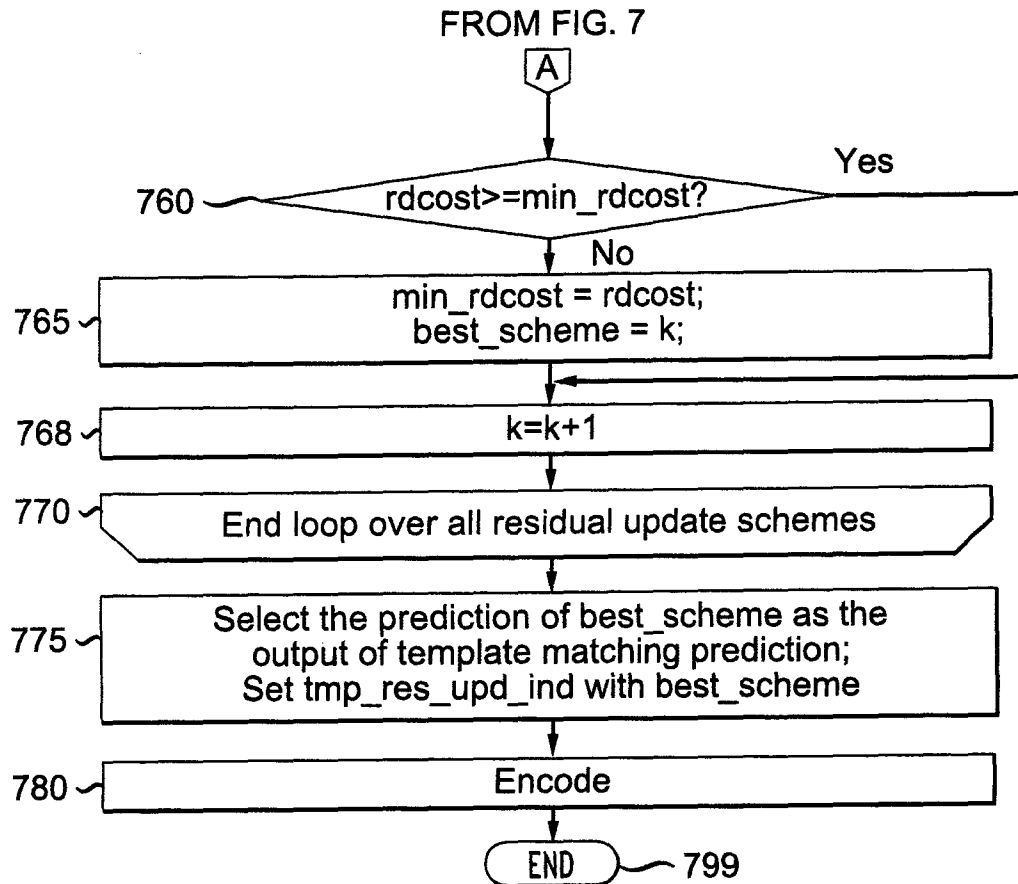 FROM FIG. 7
A
Yes
760
rdcost>=min_rdcost?
No
765
min_rdcost = rdcost;
best_scheme = k;
768
k=k+1
770
End loop over all residual update schemes
775
Select the prediction of best_scheme as the
output of template matching prediction;
Set tmp_res_upd_ind with best_scheme
780
Encode
END
799